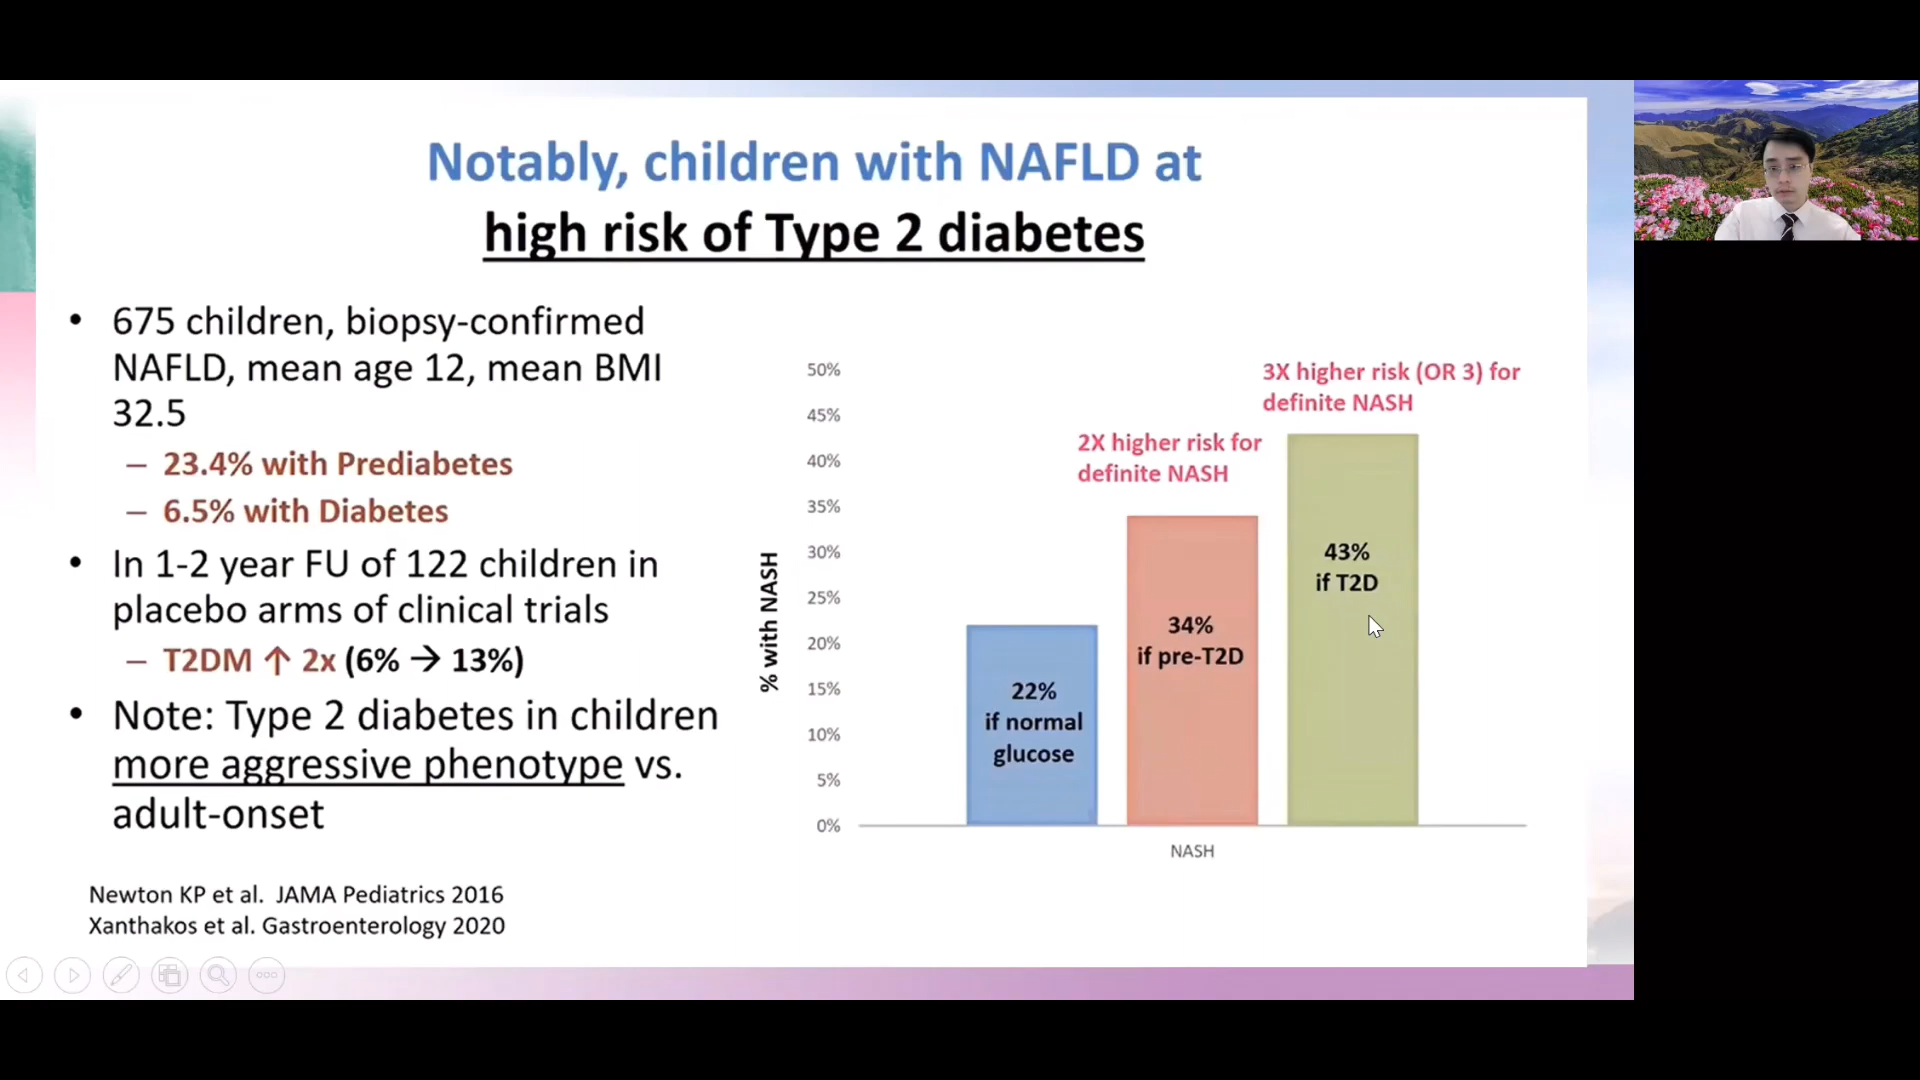 Notably, children with NAFLD at
high risk of Type 2 diabetes
• 675 children, biopsy-confirmed
NAFLD, mean age 12, mean BMI
32.5
– 23.4% with Prediabetes
– 6.5% with Diabetes
• In 1-2 year FU of 122 children in
placebo arms of clinical trials
– T2DM ↑ 2x (6% → 13%)
• Note: Type 2 diabetes in children
more aggressive phenotype vs.
adult-onset
Newton KP et al. JAMA Pediatrics 2016
Xanthakos et al. Gastroenterology 2020
% with NASH
50%
45%
40%
35%
30%
25%
20%
15%
10%
5%
0%
22%
if normal
glucose
2X higher risk for
definite NASH
34%
if pre-T2D
3X higher risk (OR 3) for
definite NASH
43%
if T2D
NASH